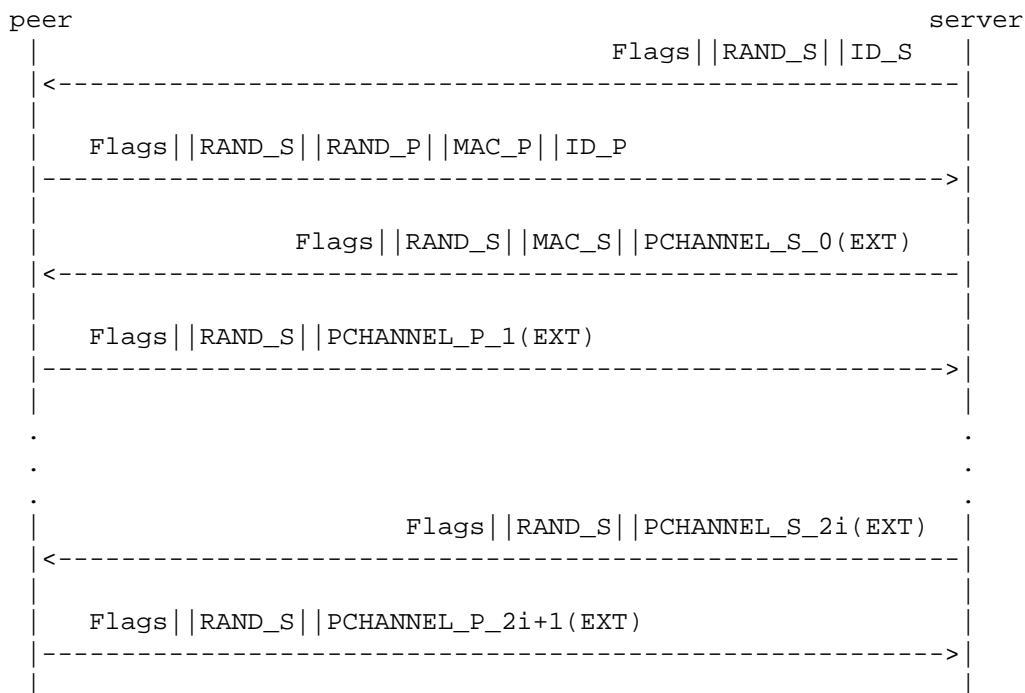 peer server
Flags||RAND_S||ID_S
Flags||RAND_S||RAND_P||MAC_P||ID_P
Flags||RAND_S||MAC_S||PCHANNEL_S_0(EXT)
Flags||RAND_S||PCHANNEL_P_1(EXT)
Flags||RAND_S||PCHANNEL_S_2i(EXT)
Flags||RAND_S||PCHANNEL_P_2i+1(EXT)